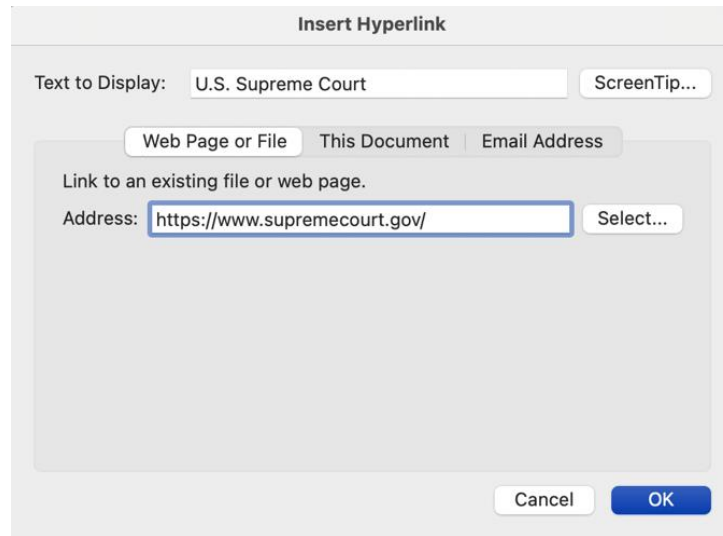 Insert Hyperlink
Text to Display: U.S. Supreme Court ScreenTip...
Web Page or File This Document Email Address
Link to an existing file or web page.
Address: https://www.supremecourt.gov/ Select...
Cancel OK